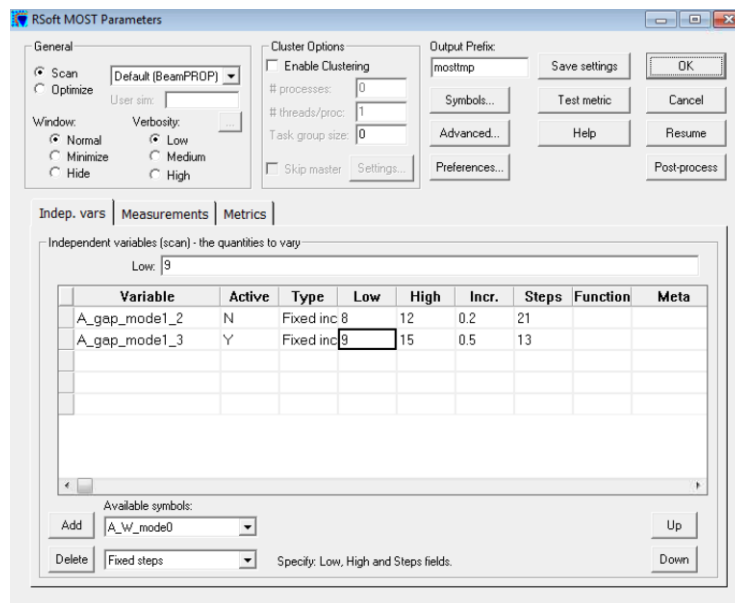 RSoft MOST Parameters
General
Scan
Optimize
Default (BeamPROP)
User sim:
Window:
Normal
Minimize
Hide
Verbosity:
...
Low
Medium
High
Cluster Options
Enable Clustering
# processes: 0
# threads/proc: 1
Task group size: 0
Skip master Settings...
Output Prefix:
mosttmp
Save settings
OK
Symbols...
Test metric
Cancel
Advanced...
Help
Resume
Preferences...
Post-process
Indep. vars Measurements Metrics
Independent variables (scan) - the quantities to vary
Low: 9
Variable Active Type Low High Incr. Steps Function Meta
A_gap_mode1_2 N Fixed inc 8 12 0.2 21
A_gap_mode1_3 Y Fixed inc 9 15 0.5 13
Available symbols:
Add A_W_mode0 Up
Delete Fixed steps Specify: Low, High and Steps fields. Down